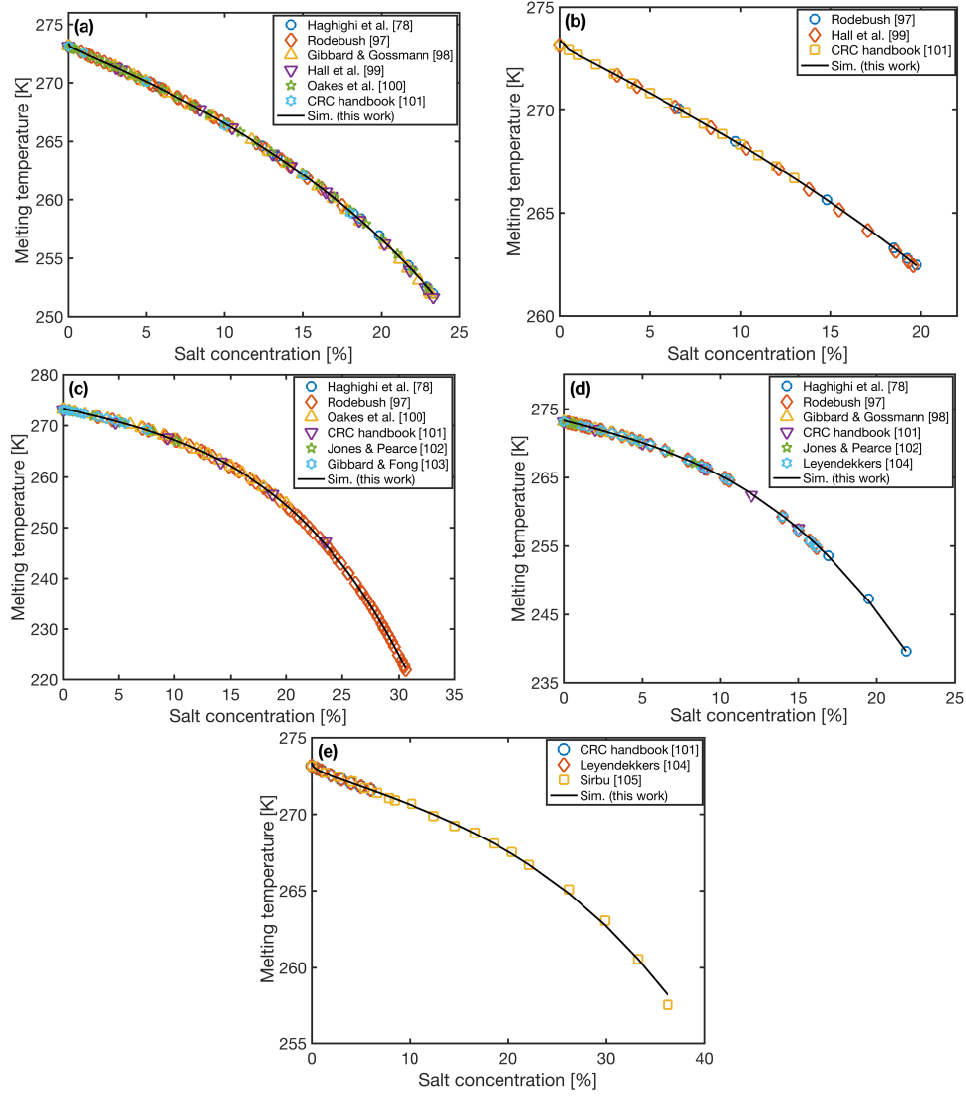 (a)
Haghighi et al. [78]
Rodebush [97]
Gibbard & Gossmann [98]
Hall et al. [99]
Oakes et al. [100]
CRC handbook [101]
Sim. (this work)
275
270
265
260
255
250
0
5
10
15
20
25
Melting temperature [K]
Salt concentration [%]
(b)
Rodebush [97]
Hall et al. [99]
CRC handbook [101]
Sim. (this work)
275
270
265
260
0
5
10
15
20
Melting temperature [K]
Salt concentration [%]
(c)
Haghighi et al. [78]
Rodebush [97]
Oakes et al. [100]
CRC handbook [101]
Jones & Pearce [102]
Gibbard & Fong [103]
Sim. (this work)
280
270
260
250
240
230
220
0
5
10
15
20
25
30
35
Melting temperature [K]
Salt concentration [%]
(d)
Haghighi et al. [78]
Rodebush [97]
Gibbard & Gossmann [98]
CRC handbook [101]
Jones & Pearce [102]
Leyendekkers [104]
Sim. (this work)
275
265
255
245
235
0
5
10
15
20
25
Melting temperature [K]
Salt concentration [%]
(e)
CRC handbook [101]
Leyendekkers [104]
Sirbu [105]
Sim. (this work)
275
270
265
260
255
0
10
20
30
40
Melting temperature [K]
Salt concentration [%]